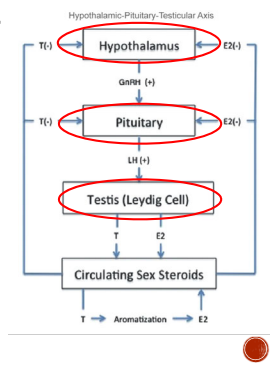 Hypothalamic-Pituitary-Testicular Axis
T(-) Hypothalamus E2(-)
GnRH (+)
T(-) Pituitary E2(-)
LH (+)
Testis (Leydig Cell)
T E2
Circulating Sex Steroids
T Aromatization E2